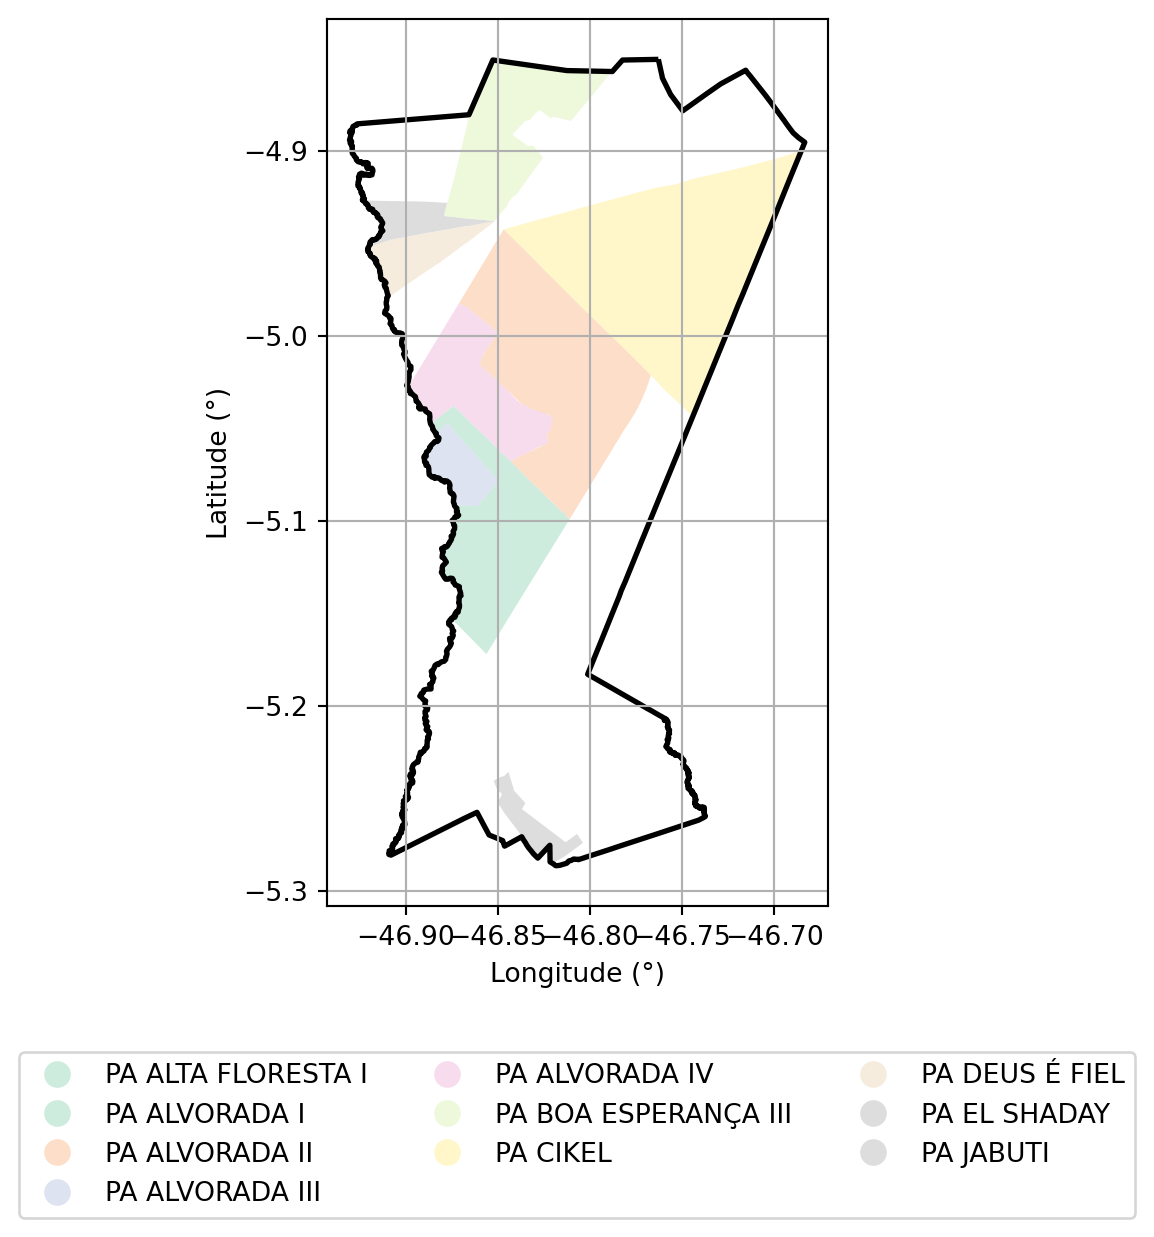 −4.9
−5.0
−5.1
−5.2
−5.3
Latitude (°)
−46.90 −46.85 −46.80 −46.75 −46.70
Longitude (°)
PA ALTA FLORESTA I
PA ALVORADA I
PA ALVORADA II
PA ALVORADA III
PA ALVORADA IV
PA BOA ESPERANÇA III
PA CIKEL
PA DEUS É FIEL
PA EL SHADAY
PA JABUTI